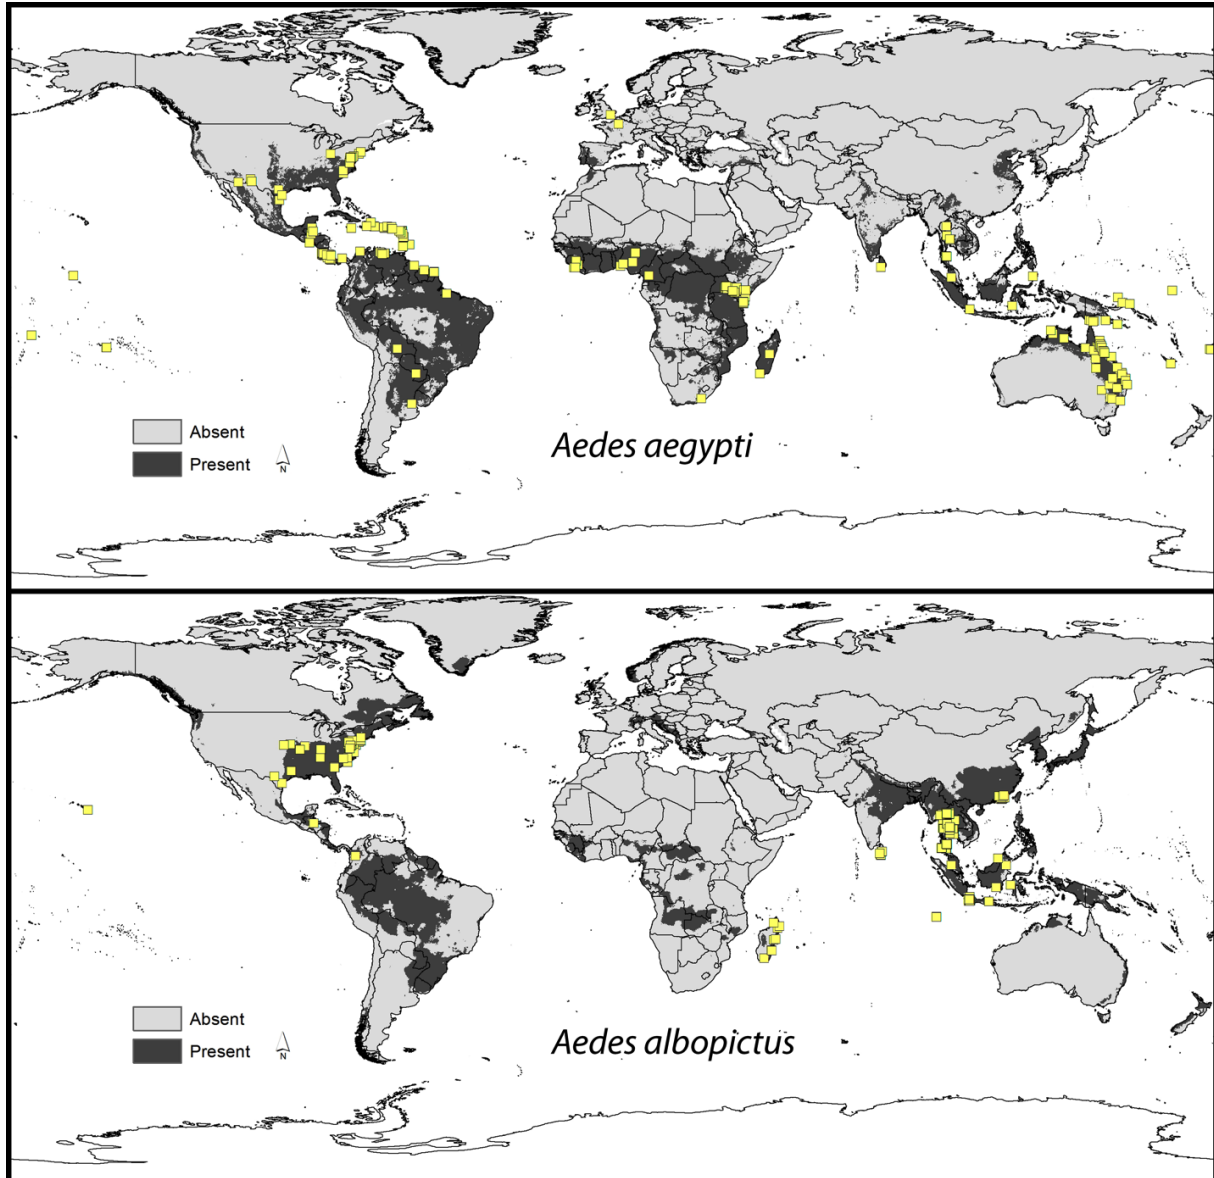 Absent
Present
N
Aedes aegypti
Absent
Present
N
Aedes albopictus